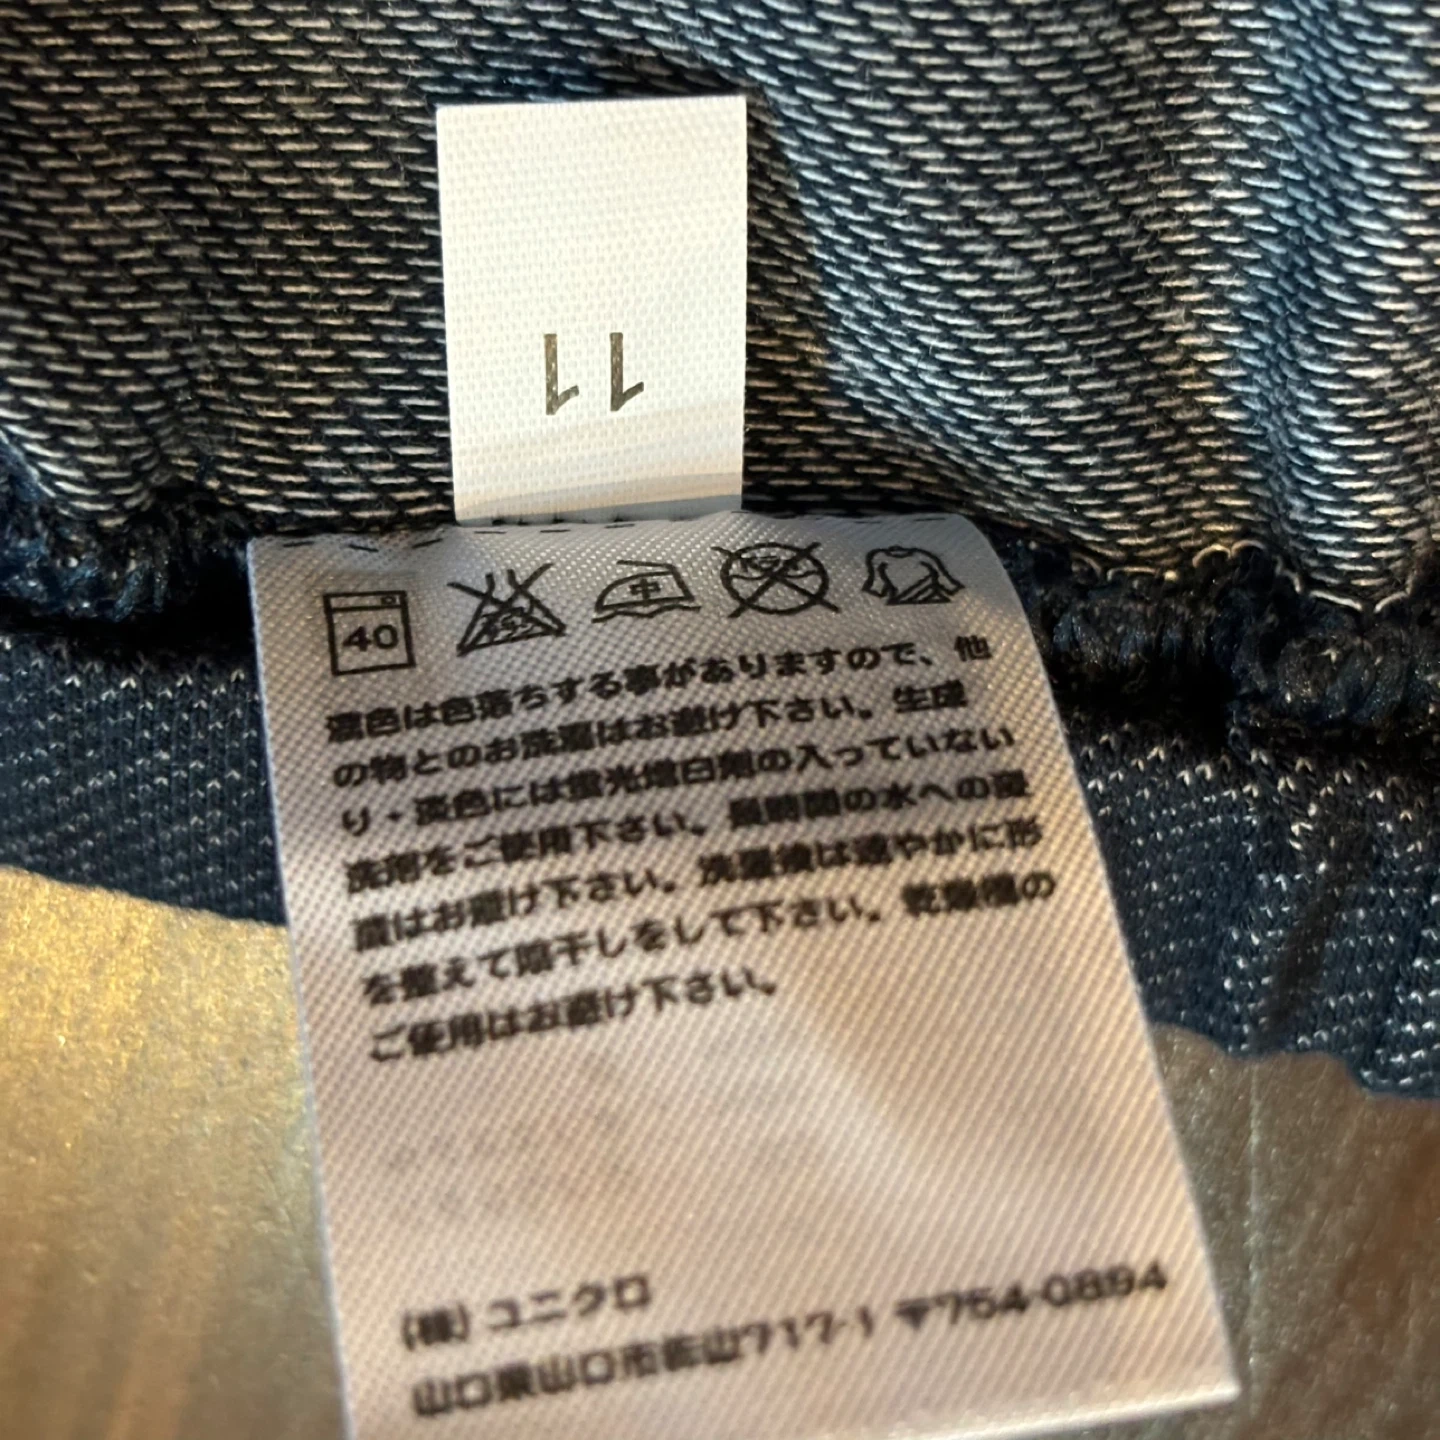 11
40
中
濃色は色落ちする事がありますので、他
の物とのお洗濯はお避け下さい。生成
り・淡色には蛍光増白剤の入っていない
洗剤をご使用下さい。長時間の水への浸
漬はお避け下さい。洗濯後は速やかに形
を整えて陰干しをして下さい。乾燥機の
ご使用はお避け下さい。
(株) ユニクロ
山口県山口市佐山717-1 〒754-0894